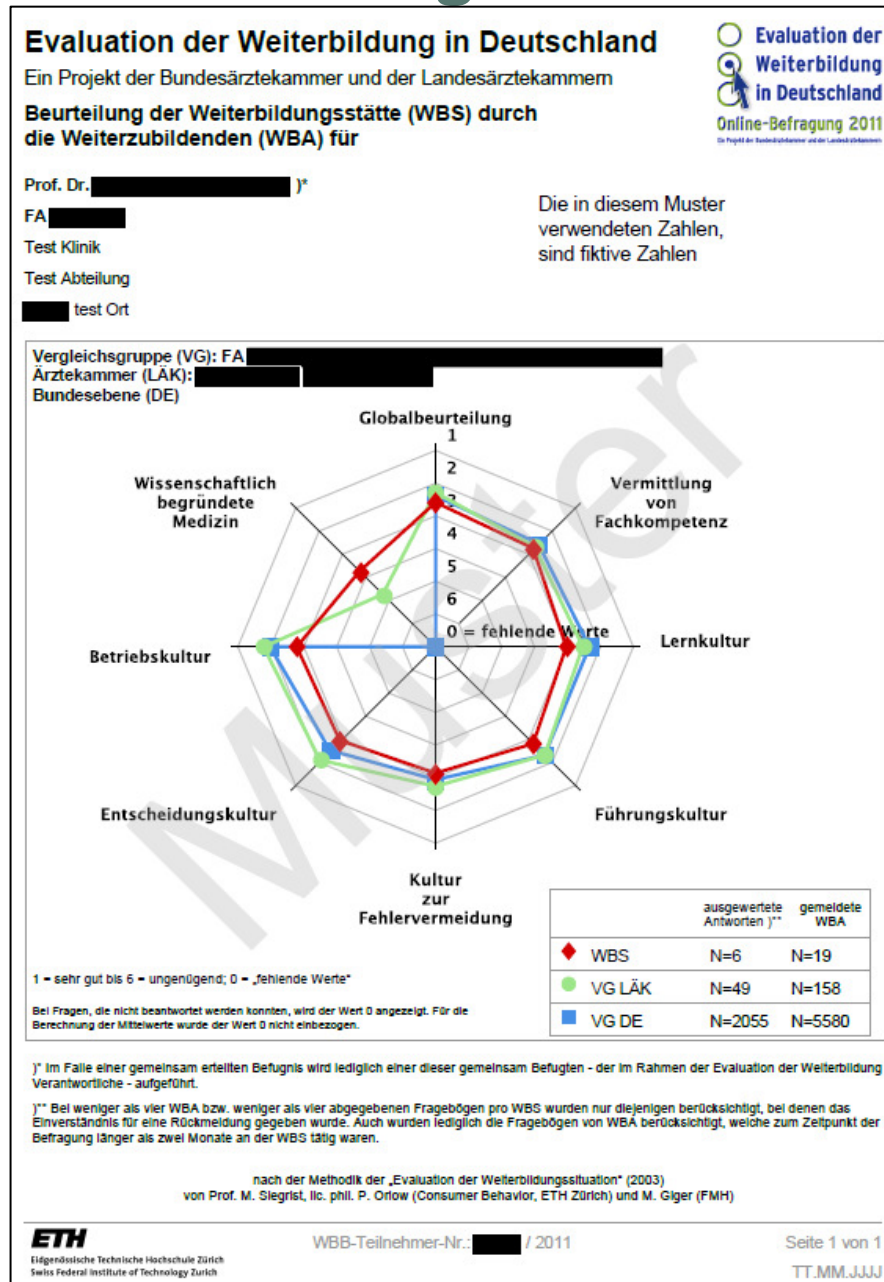 Evaluation der Weiterbildung in Deutschland
Ein Projekt der Bundesärztekammer und der Landesärztekammern
Beurteilung der Weiterbildungsstätte (WBS) durch
die Weiterzubildenden (WBA) für
Evaluation der
Weiterbildung
in Deutschland
Online-Befragung 2011
Ein Projekt der Bundesärztekammer und der Landesärztekammern
Prof. Dr. )*
FA
Test Klinik
Test Abteilung
test Ort
Die in diesem Muster
verwendeten Zahlen,
sind fiktive Zahlen
Vergleichsgruppe (VG): FA
Ärztekammer (LÄK):
Bundesebene (DE)
Muster
Globalbeurteilung
1
2
3
4
5
6
0 = fehlende Werte
Vermittlung
von
Fachkompetenz
Lernkultur
Führungskultur
Kultur
zur
Fehlervermeidung
Entscheidungskultur
Betriebskultur
Wissenschaftlich
begründete
Medizin
ausgewertete Antworten )** gemeldete WBA
WBS N=6 N=19
VG LÄK N=49 N=158
VG DE N=2055 N=5580
1 = sehr gut bis 6 = ungenügend; 0 = „fehlende Werte“
Bei Fragen, die nicht beantwortet werden konnten, wird der Wert 0 angezeigt. Für die
Berechnung der Mittelwerte wurde der Wert 0 nicht einbezogen.
)* Im Falle einer gemeinsam erteilten Befugnis wird lediglich einer dieser gemeinsam Befugten - der im Rahmen der Evaluation der Weiterbildung
Verantwortliche - aufgeführt.
)** Bei weniger als vier WBA bzw. weniger als vier abgegebenen Fragebögen pro WBS wurden nur diejenigen berücksichtigt, bei denen das
Einverständnis für eine Rückmeldung gegeben wurde. Auch wurden lediglich die Fragebögen von WBA berücksichtigt, welche zum Zeitpunkt der
Befragung länger als zwei Monate an der WBS tätig waren.
nach der Methodik der „Evaluation der Weiterbildungssituation“ (2003)
von Prof. M. Siegrist, lic. phil. P. Orlow (Consumer Behavior, ETH Zürich) und M. Giger (FMH)
ETH
Eidgenössische Technische Hochschule Zürich
Swiss Federal Institute of Technology Zurich
WBB-Teilnehmer-Nr.: / 2011
Seite 1 von 1
TT.MM.JJJJ